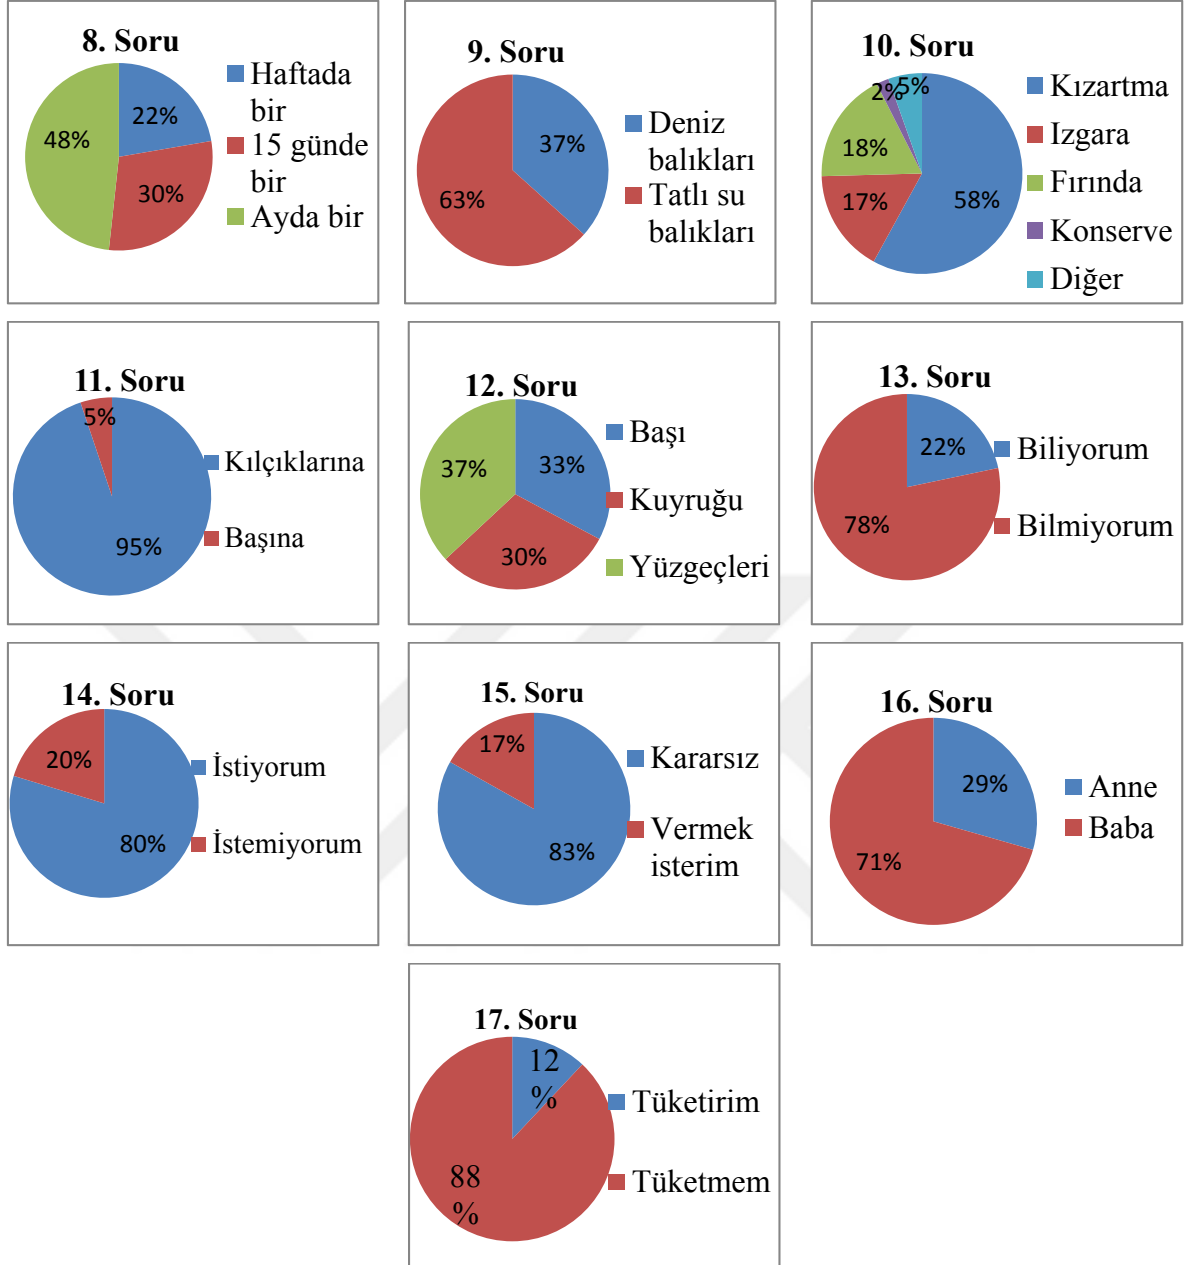 8. Soru
22%
30%
48%
Haftada
bir
15 günde
bir
Ayda bir
9. Soru
37%
63%
Deniz
balıkları
Tatlı su
balıkları
10. Soru
58%
17%
18%
2%
5%
Kızartma
Izgara
Fırında
Konserve
Diğer
11. Soru
95%
5%
Kılçıklarına
Başına
12. Soru
33%
30%
37%
Başı
Kuyruğu
Yüzgeçleri
13. Soru
22%
78%
Biliyorum
Bilmiyorum
14. Soru
80%
20%
İstiyorum
İstemiyorum
15. Soru
83%
17%
Kararsız
Vermek
isterim
16. Soru
29%
71%
Anne
Baba
17. Soru
12
%
88
%
Tüketirim
Tüketmem